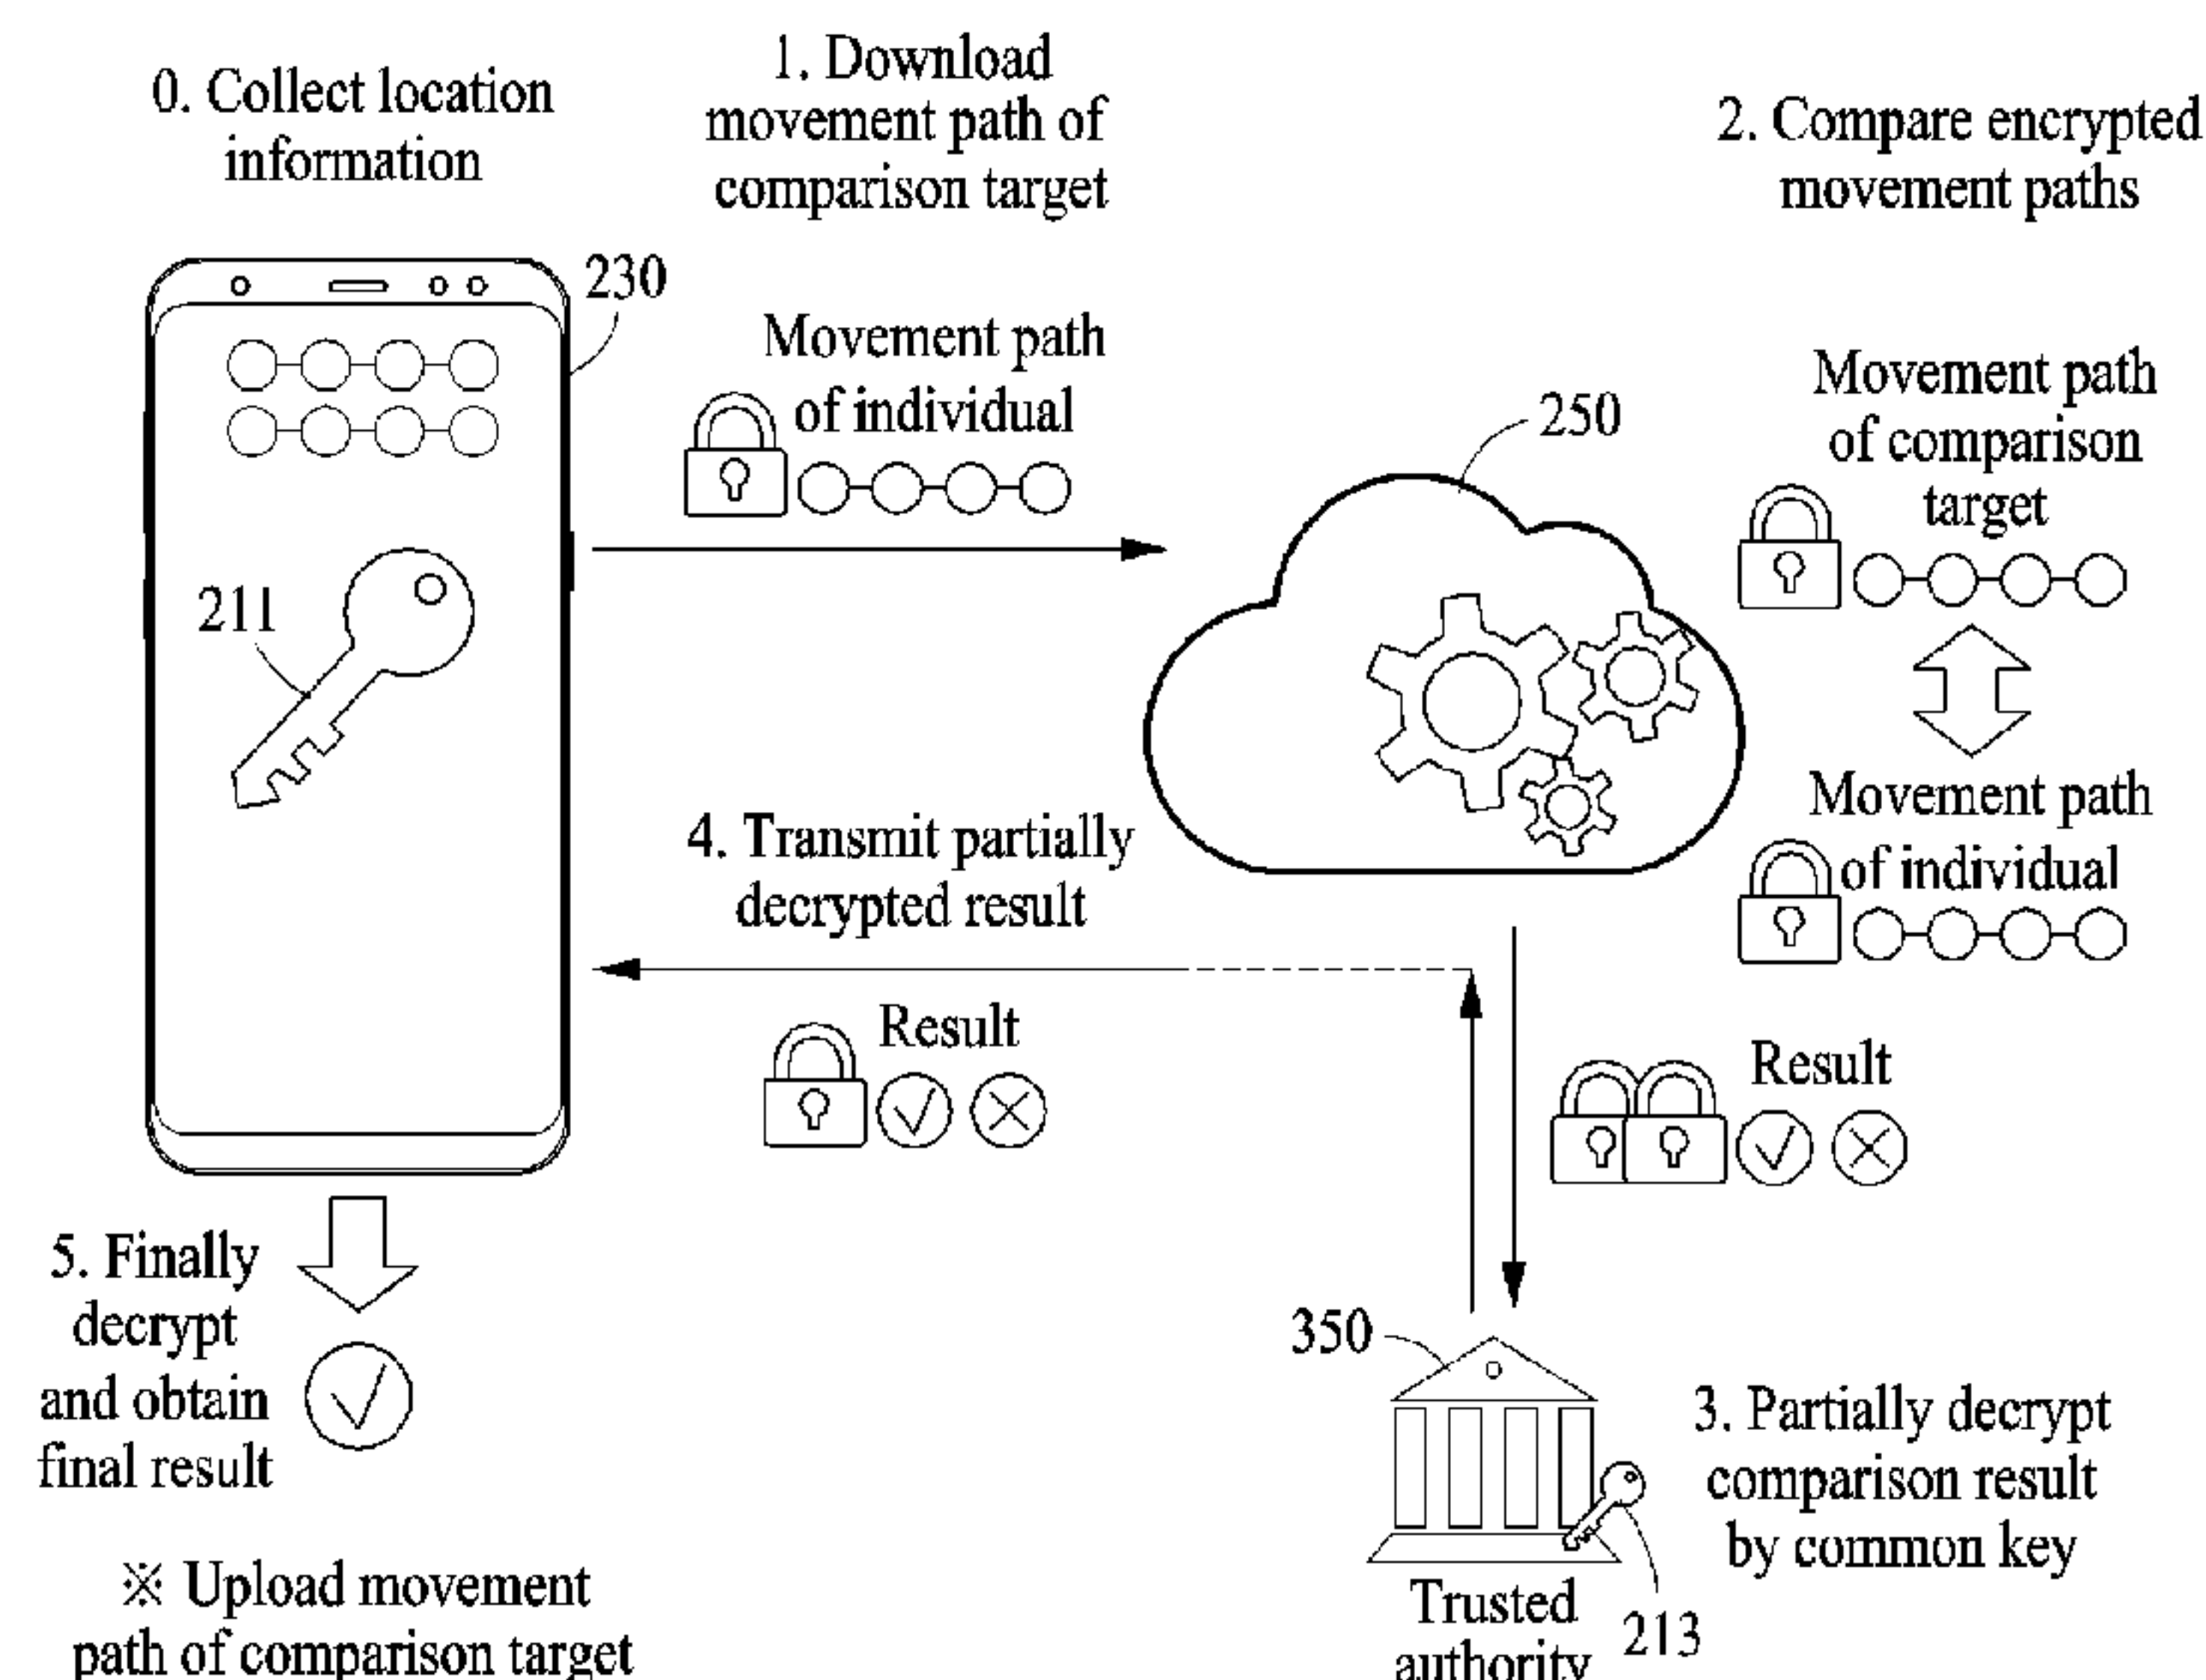 0. Collect location
information
1. Download
movement path of
comparison target
2. Compare encrypted
movement paths
230
Movement path
of individual
250
Movement path
of comparison
target
211
Movement path
of individual
4. Transmit partially
decrypted result
Result
Result
5. Finally
decrypt
and obtain
final result
350
3. Partially decrypt
comparison result
by common key
Trusted
authority
213
※ Upload movement
path of comparison target